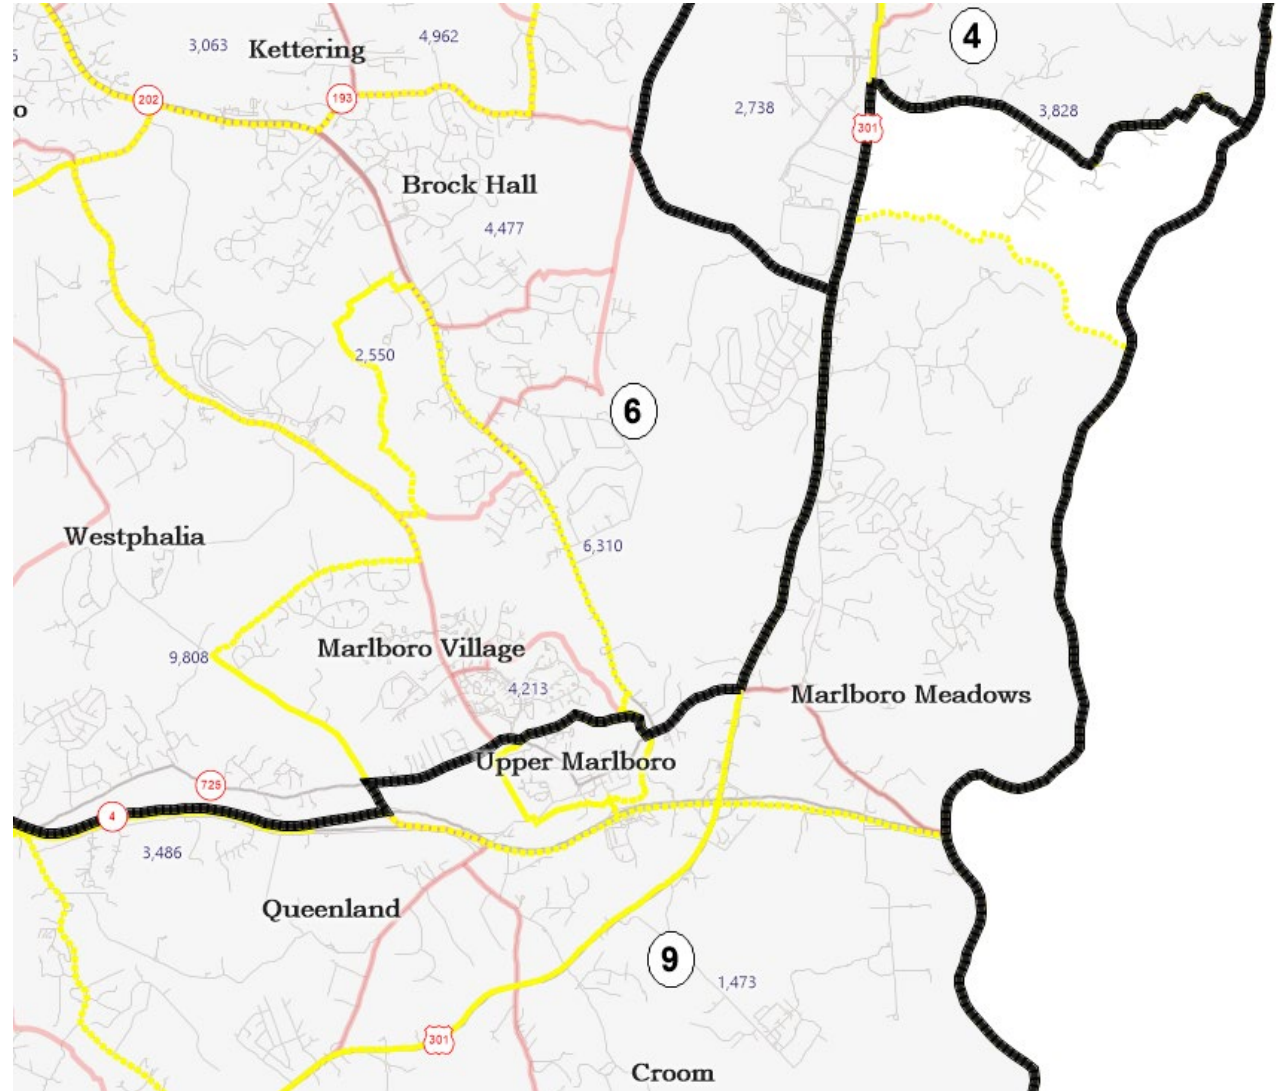 4
4,962
3,063
Kettering
6
202
193
2,738
3,828
o
301
Brock Hall
4,477
2,550
6
Westphalia
6,310
Marlboro Village
9,808
4,213
Marlboro Meadows
Upper Marlboro
725
4
3,486
Queenland
9
1,473
301
Croom